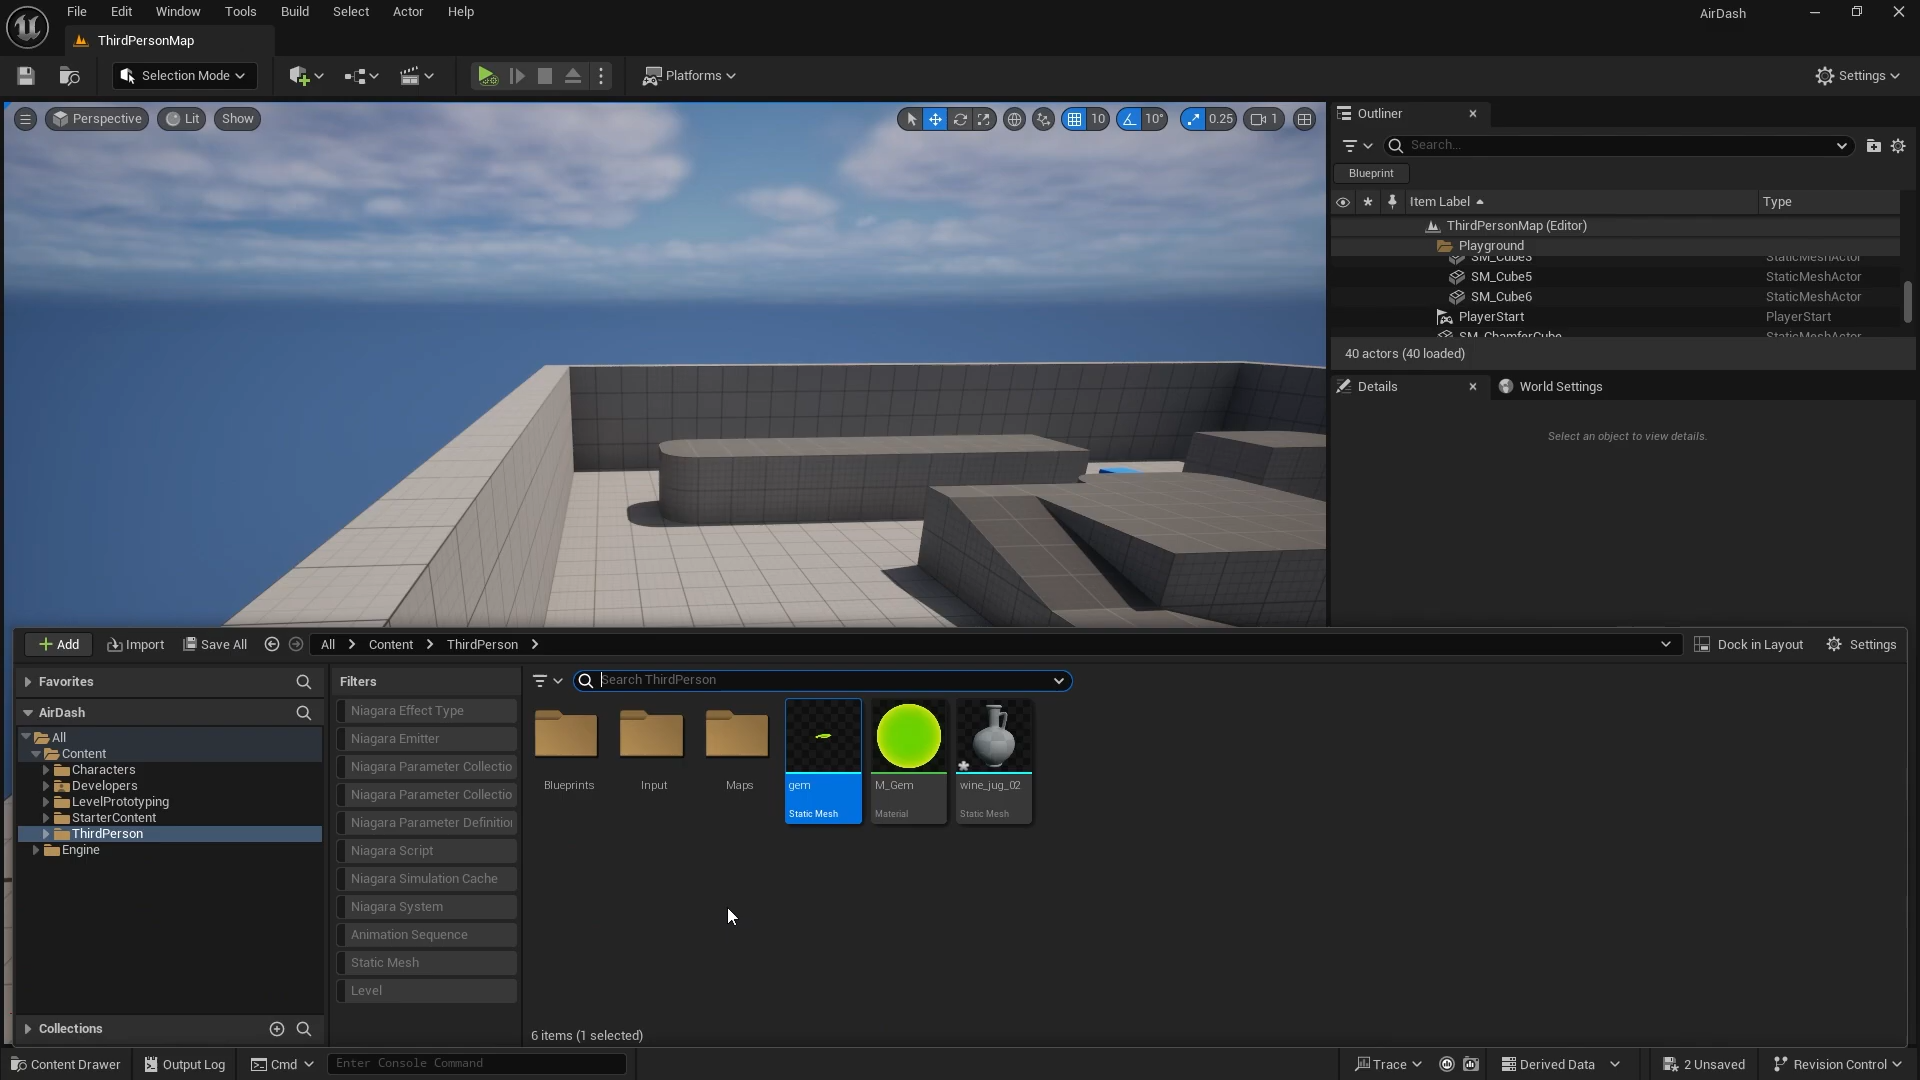 File Edit Window Tools Build Select Actor Help
AirDash
ThirdPersonMap
Selection Mode
Platforms
Settings
Perspective
Lit
Show
10
10°
0.25
1
Outliner
Search...
Blueprint
Item Label
Type
ThirdPersonMap (Editor)
Playground
SM_Cube3 StaticMeshActor
SM_Cube5 StaticMeshActor
SM_Cube6 StaticMeshActor
PlayerStart PlayerStart
SM_ChamferCube StaticMeshActor
40 actors (40 loaded)
Details
World Settings
Select an object to view details.
Add
Import
Save All
All
Content
ThirdPerson
Dock in Layout
Settings
Favorites
AirDash
All
Content
Characters
Developers
LevelPrototyping
StarterContent
ThirdPerson
Engine
Collections
Filters
Niagara Effect Type
Niagara Emitter
Niagara Parameter Collectio
Niagara Parameter Collectio
Niagara Parameter Definition
Niagara Script
Niagara Simulation Cache
Niagara System
Animation Sequence
Static Mesh
Level
Search ThirdPerson
Blueprints
Input
Maps
gem
Static Mesh
M_Gem
Material
wine_jug_02
Static Mesh
6 items (1 selected)
Content Drawer
Output Log
Cmd
Enter Console Command
Trace
Derived Data
2 Unsaved
Revision Control